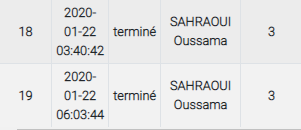 2020-
SAHRAOUI
18 01-22 terminé 3
Oussama
03:40:42
2020-
SAHRAOUI
19 01-22 terminé 3
Oussama
06:03:44